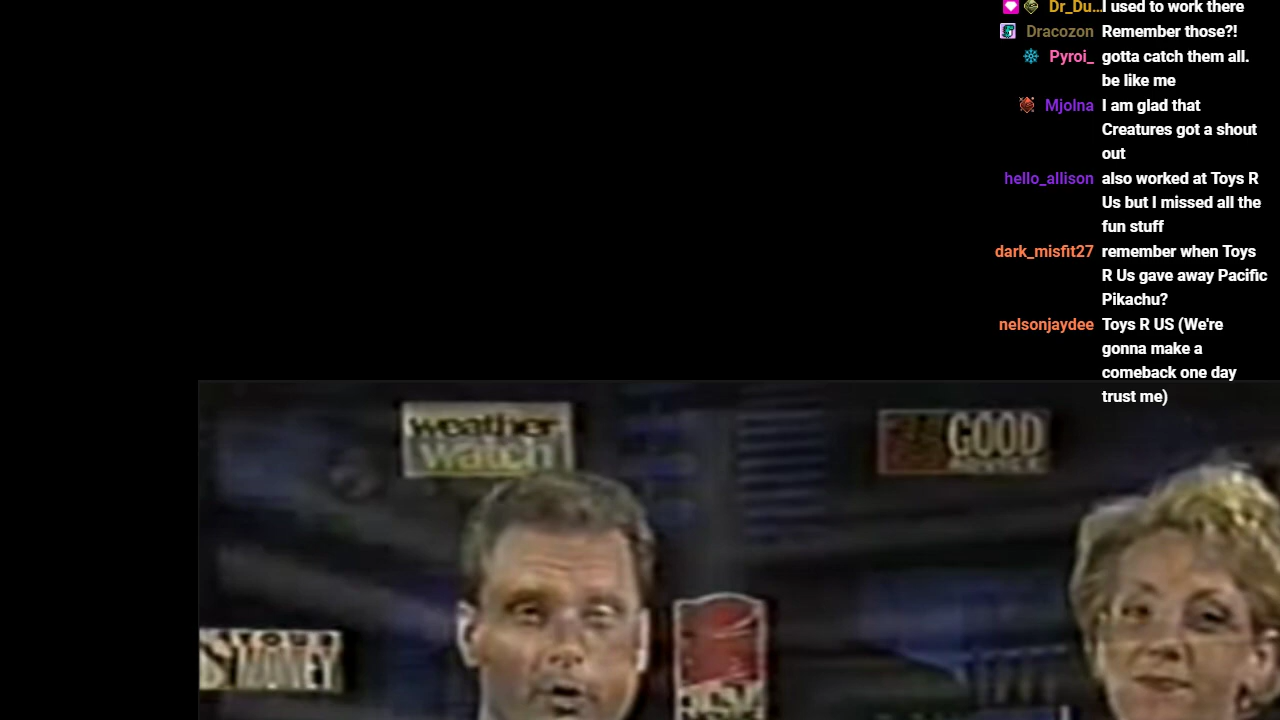 Dr_Du… I used to work there
Dracozon Remember those?!
Pyroi_ gotta catch them all.
be like me
Mjolna I am glad that
Creatures got a shout
out
hello_allison also worked at Toys R
Us but I missed all the
fun stuff
dark_misfit27 remember when Toys
R Us gave away Pacific
Pikachu?
nelsonjaydee Toys R US (We're
gonna make a
comeback one day
trust me)
weather
watch
GOOD
YOUR
$ MONEY